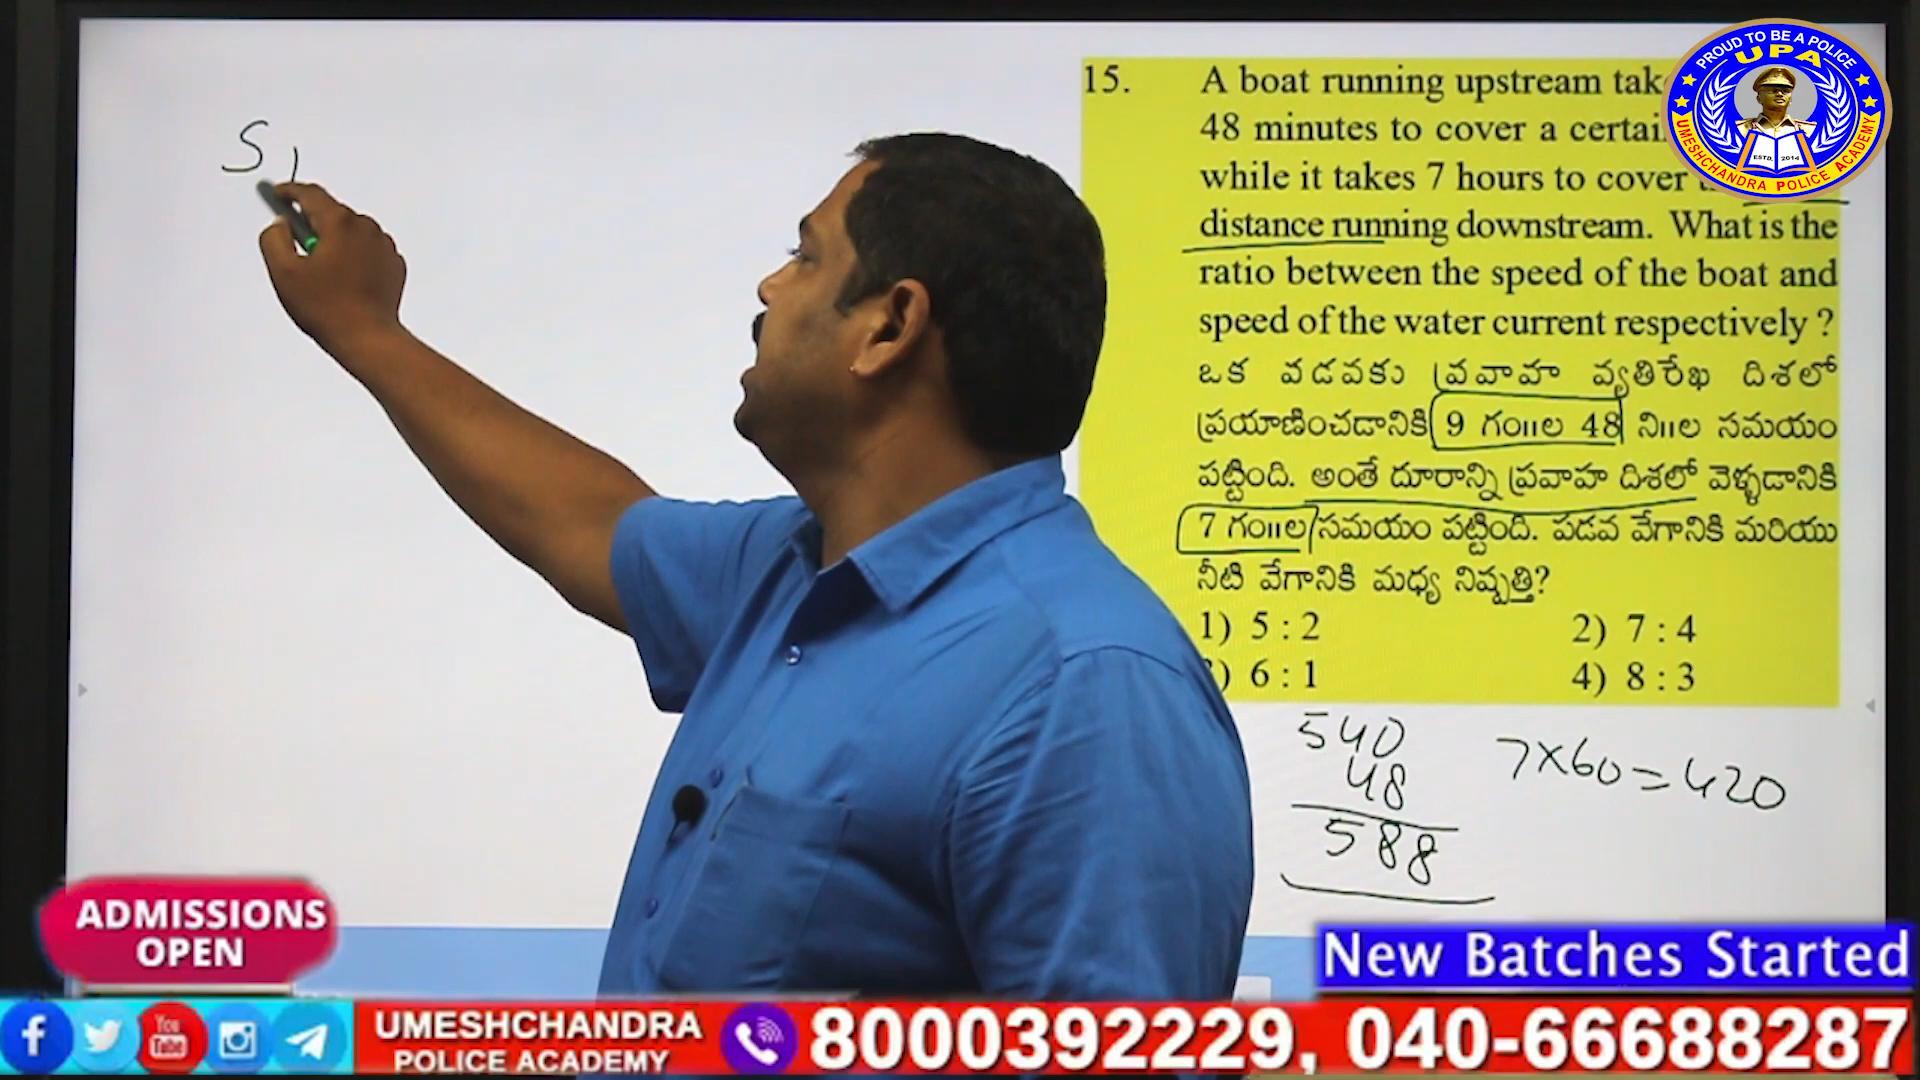 S
15. A boat running upstream
48 minutes to cover a
while it takes 7 hours to cover
distance running downstream. What is the
ratio between the speed of the boat and
speed of the water current respectively ?
ఒక వడవకు ప్రవాహ వ్యతిరేఖ దిశలో
ప్రయాణించడానికి 9 గం॥ల 48 ని॥ల సమయం
పట్టింది. అంతే దూరాన్ని ప్రవాహ దిశలో వెళ్ళడానికి
7 గం॥ల సమయం పట్టింది. పడవ వేగానికి మరియు
నీటి వేగానికి మధ్య నిష్పత్తి?
1) 5 : 2 2) 7 : 4
) 6 : 1 4) 8 : 3
540
48
588
7x60=420
PROUD TO BE A POLICE
UPA
ESTD, 2014
UMESHCHANDRA POLICE ACADEMY
ADMISSIONS
OPEN
New Batches Started
You
Tube
UMESHCHANDRA
POLICE ACADEMY
8000392229, 040-66688287